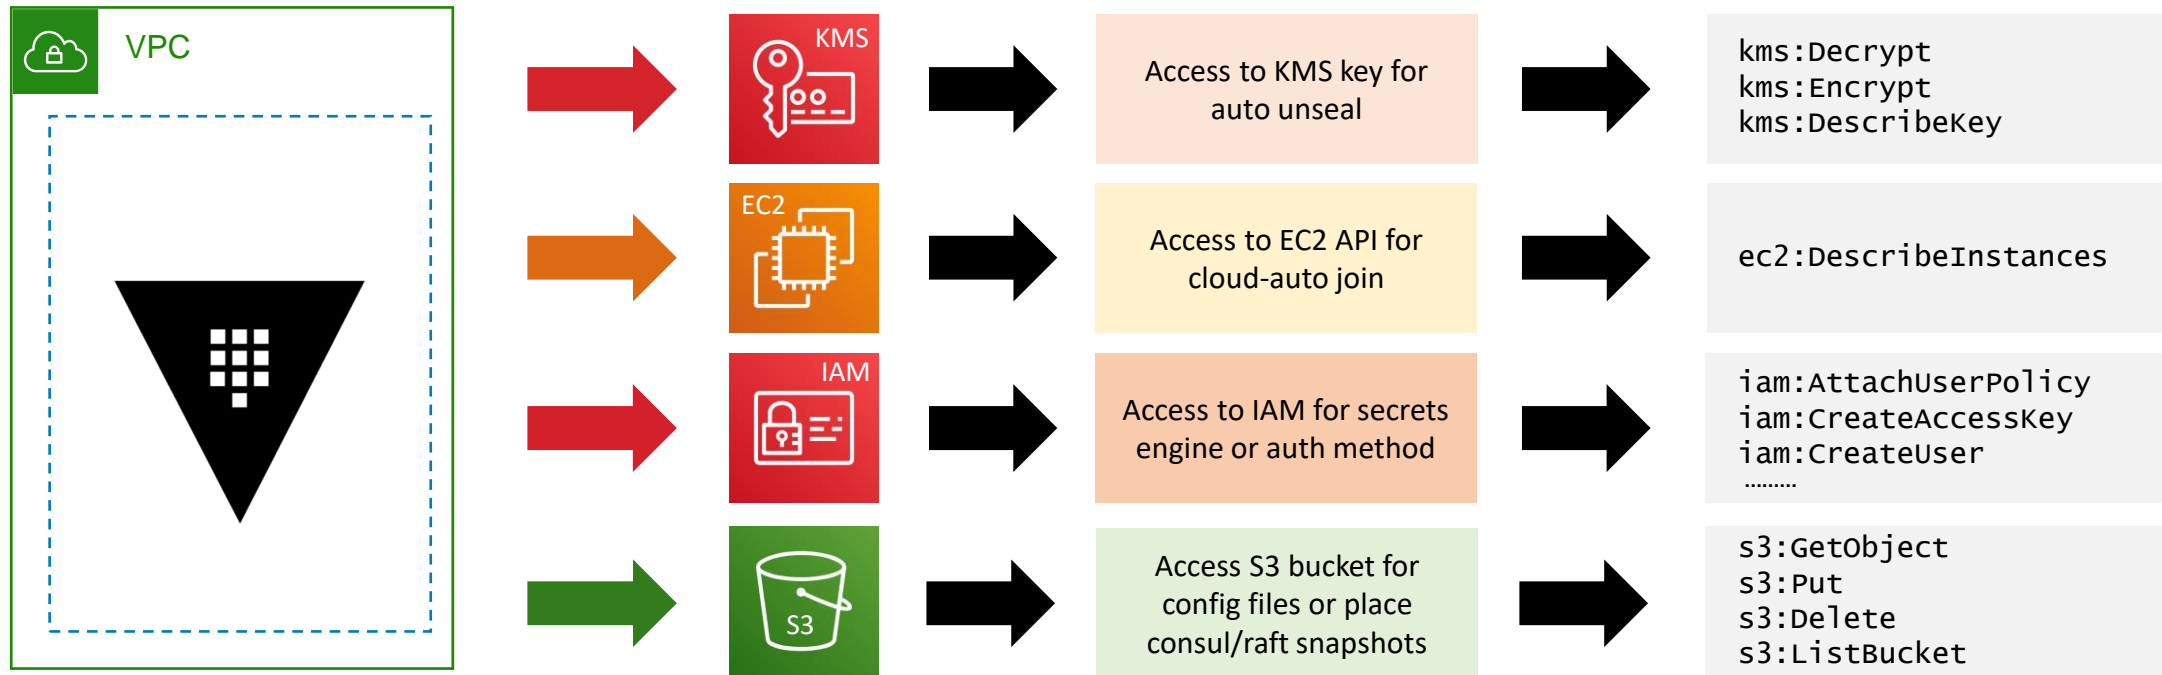 VPC
KMS
Access to KMS key for
auto unseal
kms:Decrypt
kms:Encrypt
kms:DescribeKey
EC2
Access to EC2 API for
cloud-auto join
ec2:DescribeInstances
IAM
Access to IAM for secrets
engine or auth method
iam:AttachUserPolicy
iam:CreateAccessKey
iam:CreateUser
.........
S3
Access S3 bucket for
config files or place
consul/raft snapshots
s3:GetObject
s3:Put
s3:Delete
s3:ListBucket